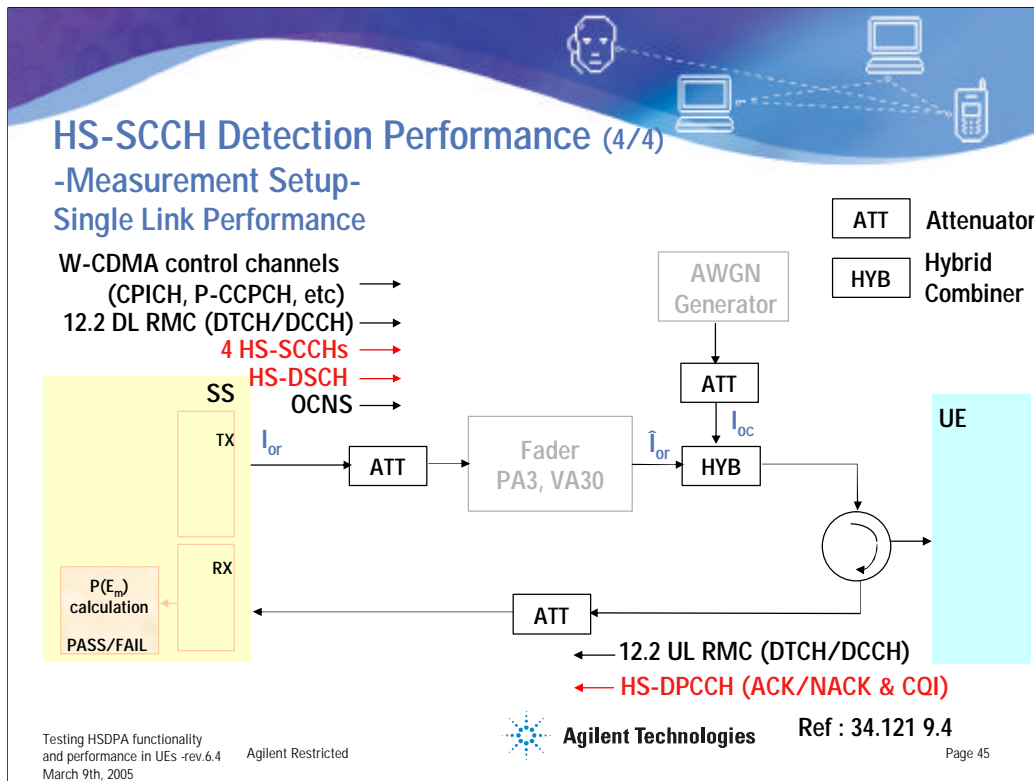 HS-SCCH Detection Performance (4/4)
-Measurement Setup-
Single Link Performance
ATT Attenuator
HYB Hybrid
Combiner
W-CDMA control channels
(CPICH, P-CCPCH, etc)
12.2 DL RMC (DTCH/DCCH)
4 HS-SCCHs
HS-DSCH
OCNS
AWGN
Generator
ATT
SS
TX
Ior
ATT
Fader
PA3, VA30
Îor
Ioc
HYB
UE
RX
P(Em)
calculation
PASS/FAIL
ATT
12.2 UL RMC (DTCH/DCCH)
HS-DPCCH (ACK/NACK & CQI)
Testing HSDPA functionality
and performance in UEs -rev.6.4
March 9th, 2005
Agilent Restricted
Agilent Technologies
Ref : 34.121 9.4
Page 45